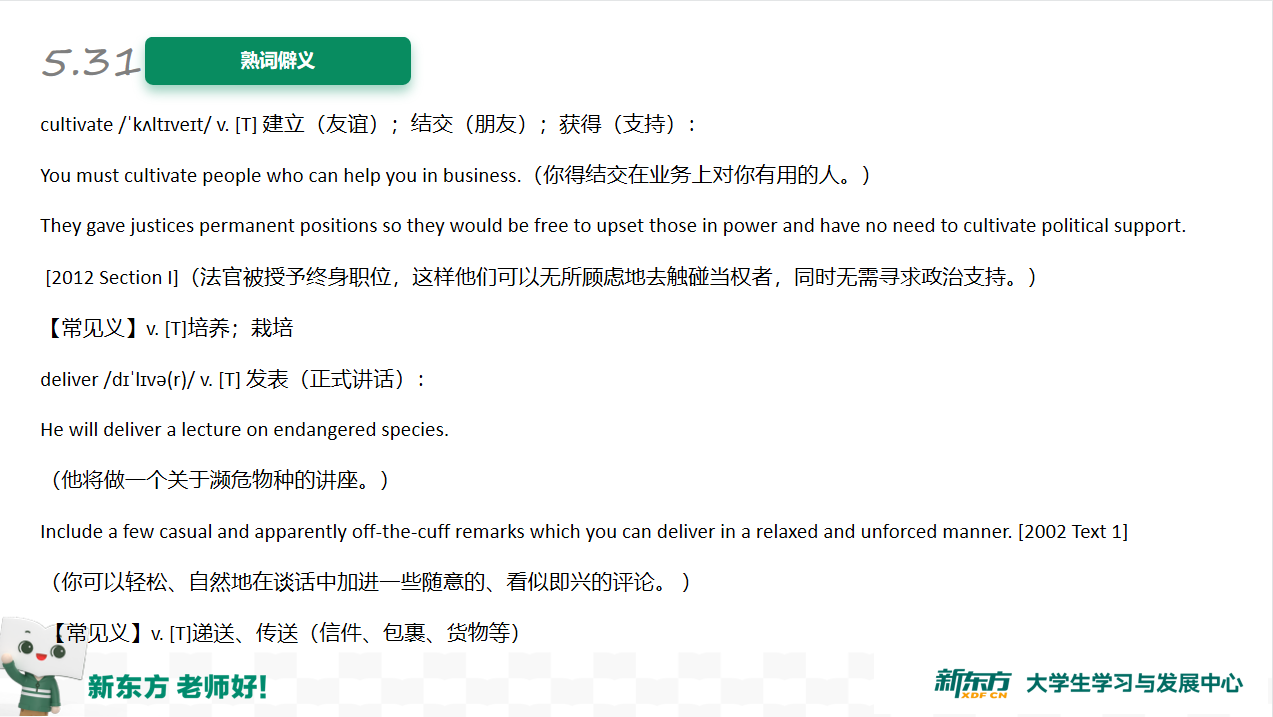 5.31 熟词僻义
cultivate /ˈkʌltɪveɪt/ v. [T] 建立（友谊）；结交（朋友）；获得（支持）：
You must cultivate people who can help you in business.（你得结交在业务上对你有用的人。）
They gave justices permanent positions so they would be free to upset those in power and have no need to cultivate political support.
[2012 Section I]（法官被授予终身职位，这样他们可以无所顾虑地去触碰当权者，同时无需寻求政治支持。）
【常见义】v. [T]培养；栽培
deliver /dɪˈlɪvə(r)/ v. [T] 发表（正式讲话）：
He will deliver a lecture on endangered species.
（他将做一个关于濒危物种的讲座。）
Include a few casual and apparently off-the-cuff remarks which you can deliver in a relaxed and unforced manner. [2002 Text 1]
（你可以轻松、自然地在谈话中加进一些随意的、看似即兴的评论。 ）
【常见义】v. [T]递送、传送（信件、包裹、货物等）
新东方 老师好!
新东方 XDF.CN 大学生学习与发展中心